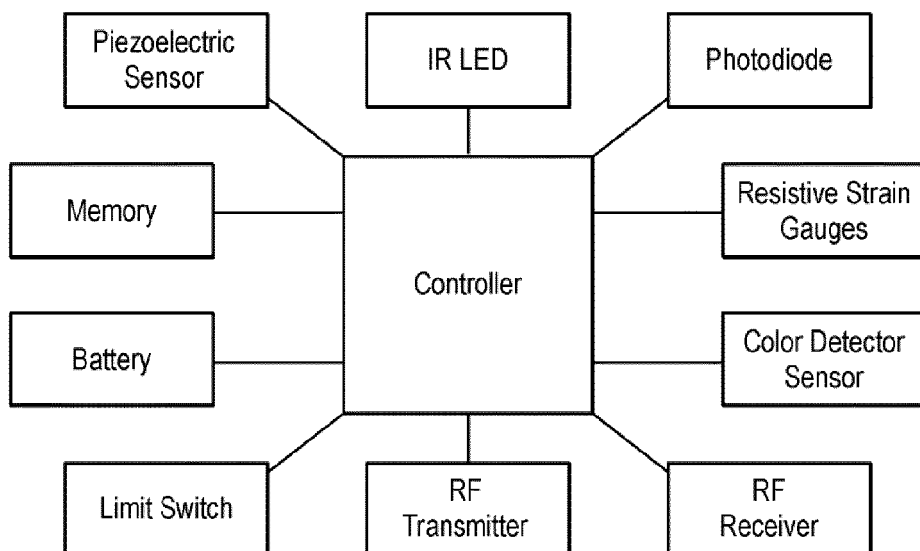 Piezoelectric
Sensor
IR LED
Photodiode
Memory
Resistive Strain
Gauges
Controller
Battery
Color Detector
Sensor
Limit Switch
RF
Transmitter
RF
Receiver